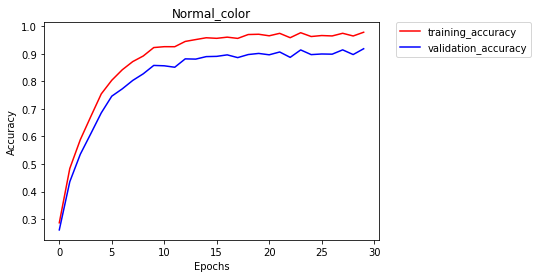 Normal_color
training_accuracy
validation_accuracy
1.0
0.9
0.8
0.7
0.6
0.5
0.4
0.3
Accuracy
0 5 10 15 20 25 30
Epochs